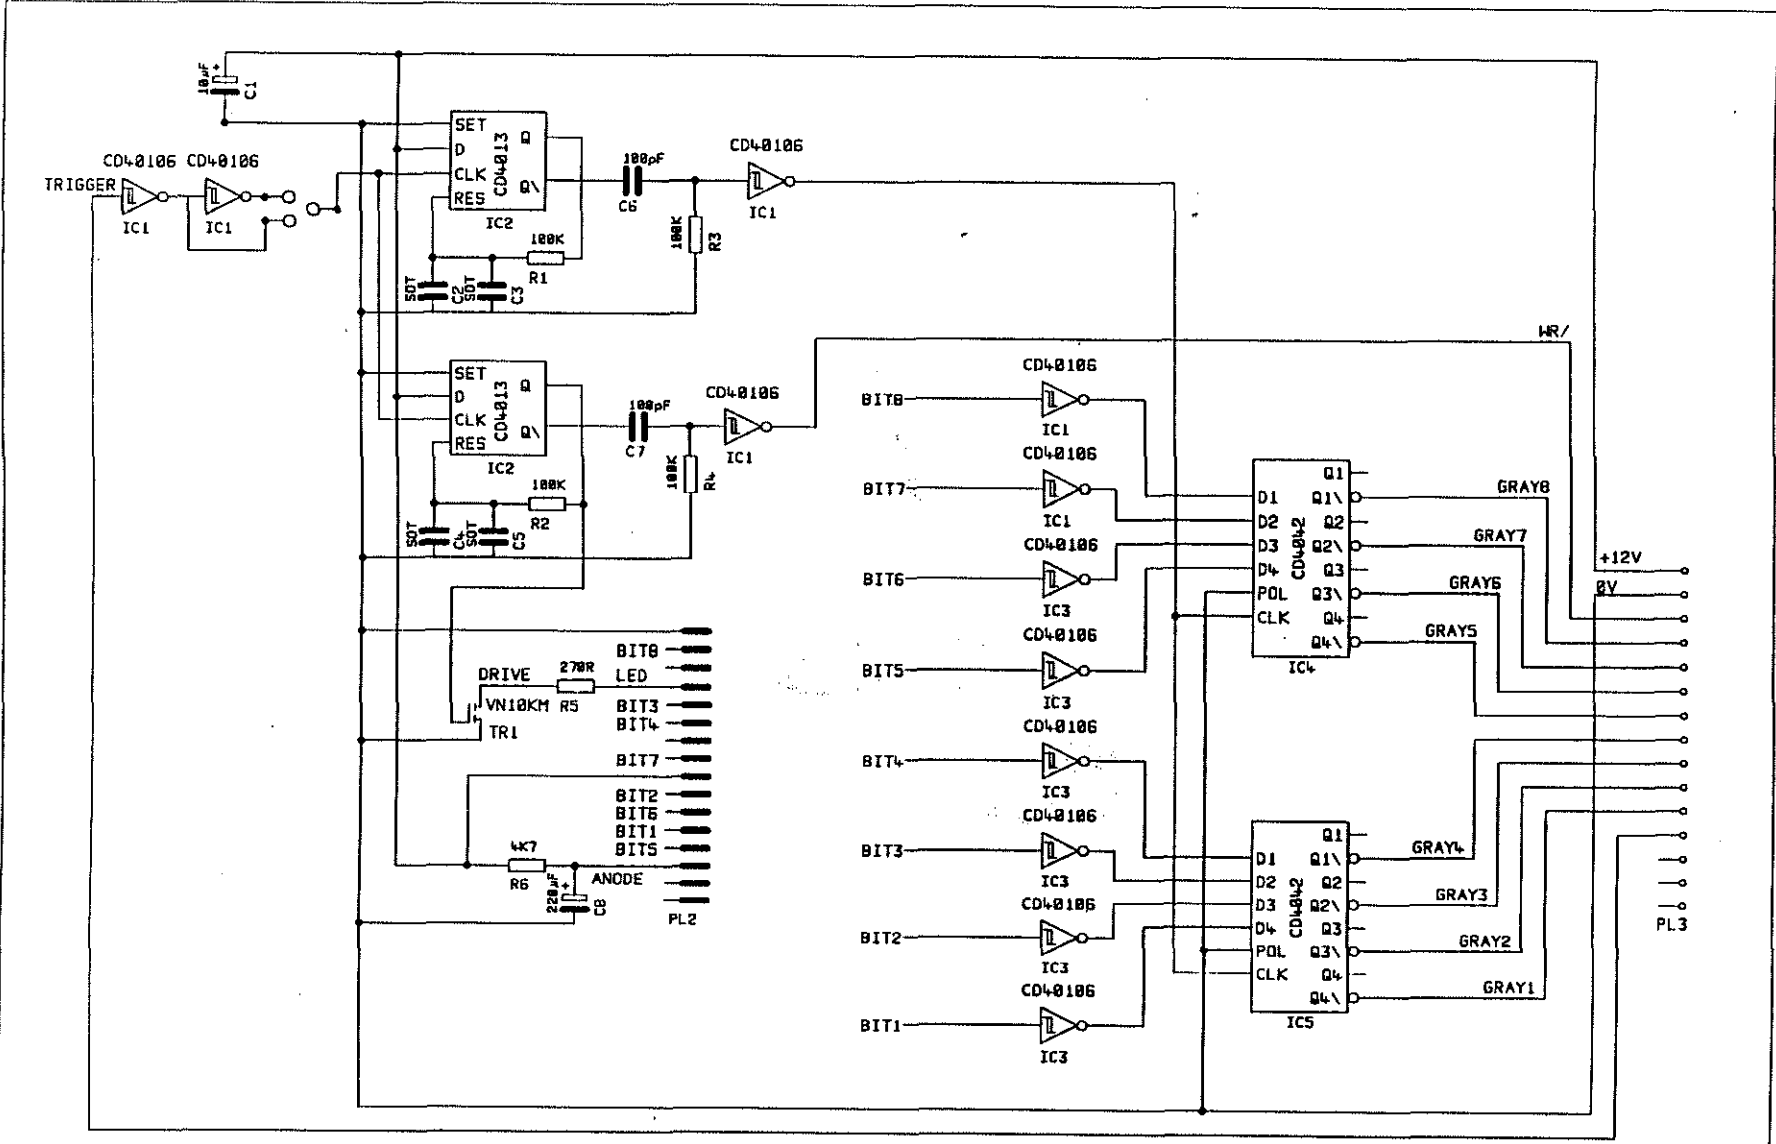 10µF
+
C1
CD40106 CD40106
TRIGGER
IC1 IC1
SET
D
CLK
RES
Q
Q\
CD4013
IC2
100K
R1
SOT
C2
SOT
C3
100pF
C6
100K
R3
CD40106
IC1
SET
D
CLK
RES
Q
Q\
CD4013
IC2
100K
R2
SOT
C4
SOT
C5
100pF
C7
100K
R4
CD40106
IC1
WR/
DRIVE
270R
LED
VN10KM
R5
TR1
BIT8
BIT3
BIT4
BIT7
BIT2
BIT6
BIT1
BIT5
4K7
R6
ANODE
220µF
+
C8
PL2
CD40106
BIT8
IC1
CD40106
BIT7
IC1
CD40106
BIT6
IC3
CD40106
BIT5
IC3
CD40106
BIT4
IC3
CD40106
BIT3
IC3
CD40106
BIT2
IC3
CD40106
BIT1
IC3
D1
D2
D3
D4
POL
CLK
CD4042
Q1
Q1\
Q2
Q2\
Q3
Q3\
Q4
Q4\
IC4
GRAY8
GRAY7
GRAY6
GRAY5
D1
D2
D3
D4
POL
CLK
CD4042
Q1
Q1\
Q2
Q2\
Q3
Q3\
Q4
Q4\
IC5
GRAY4
GRAY3
GRAY2
GRAY1
+12V
0V
PL3